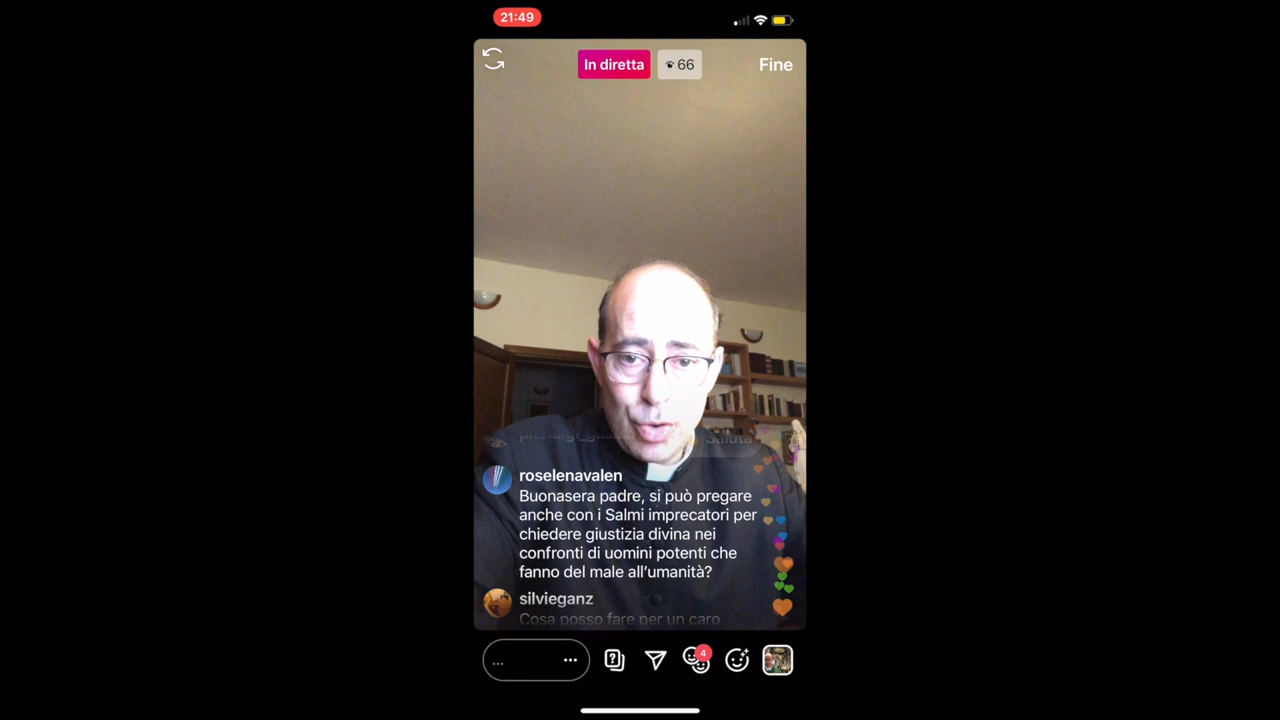 21:49
In diretta
66
Fine
Saluta
roselenavalen
Buonasera padre, si può pregare
anche con i Salmi imprecatori per
chiedere giustizia divina nei
confronti di uomini potenti che
fanno del male all’umanità?
silvieganz
Cosa posso fare per un caro
...
4